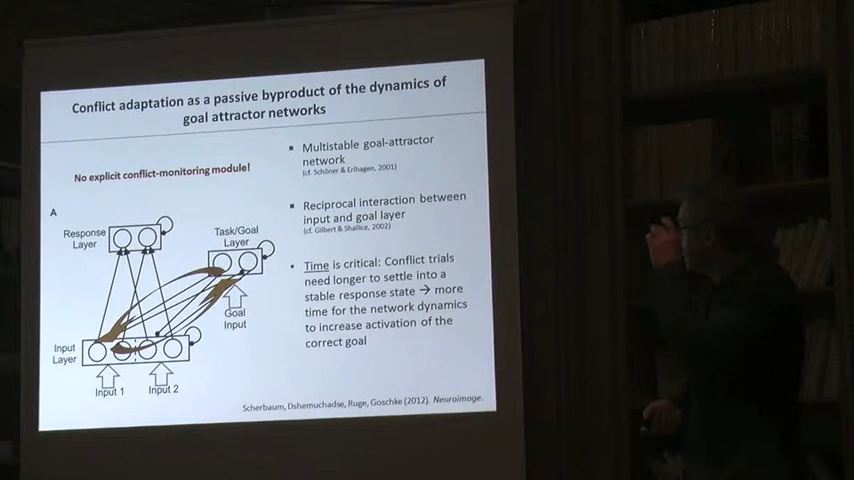 Conflict adaptation as a passive byproduct of the dynamics of
goal attractor networks
No explicit conflict-monitoring module!
A
Response
Layer
Task/Goal
Layer
Goal
Input
Input
Layer
Input 1
Input 2
▪ Multistable goal-attractor
network
(cf. Schöner & Erlhagen, 2001)
▪ Reciprocal interaction between
input and goal layer
(cf. Gilbert & Shallice, 2002)
• Time is critical: Conflict trials
need longer to settle into a
stable response state → more
time for the network dynamics
to increase activation of the
correct goal
Scherbaum, Dshemuchadse, Ruge, Goschke (2012). Neuroimage.